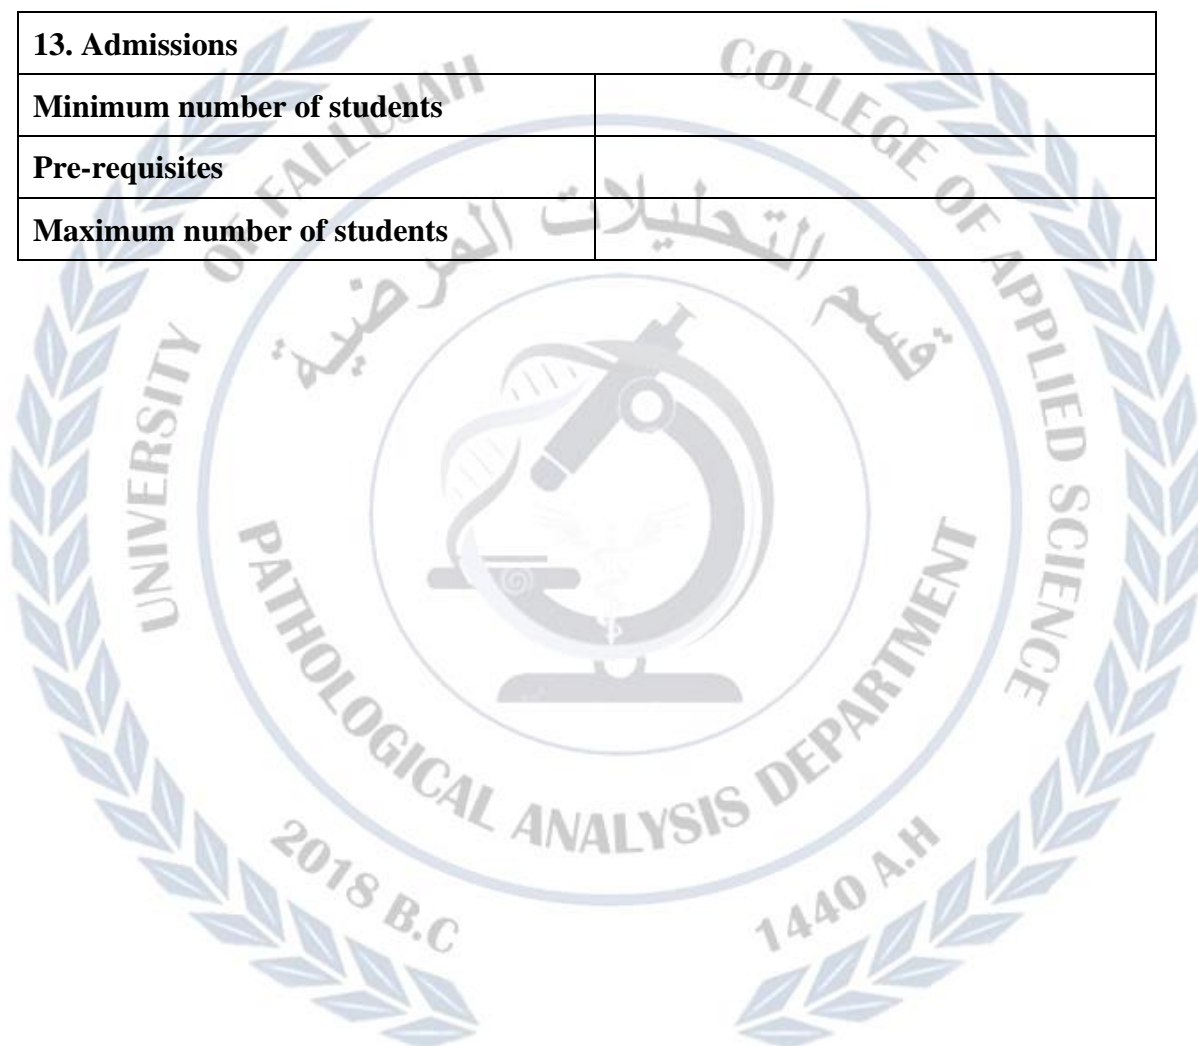 13. Admissions
Minimum number of students
Pre-requisites
Maximum number of students
UNIVERSITY OF FALLUJAH
COLLEGE OF APPLIED SCIENCE
قسم التحليلات المرضية
PATHOLOGICAL ANALYSIS DEPARTMENT
2018 B.C
1440 A.H